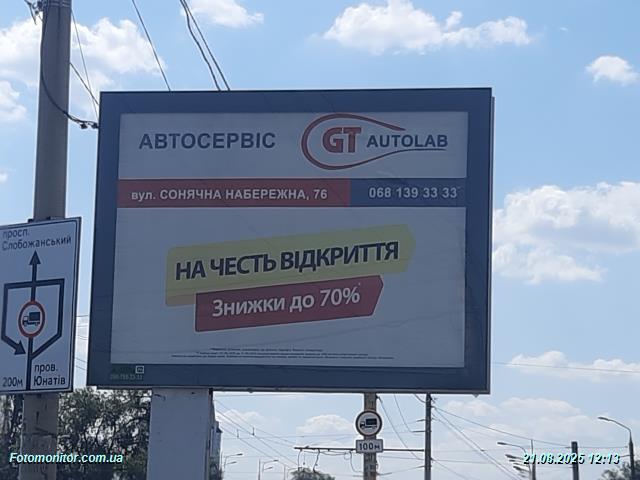 АВТОСЕРВІС GT AUTOLAB
вул. СОНЯЧНА НАБЕРЕЖНА, 76 068 139 33 33
НА ЧЕСТЬ ВІДКРИТТЯ
Знижки до 70%*
просп.
Слобожанський
200м
пров.
Юнатів
100м
Fotomonitor.com.ua
21.08.2025 12:13